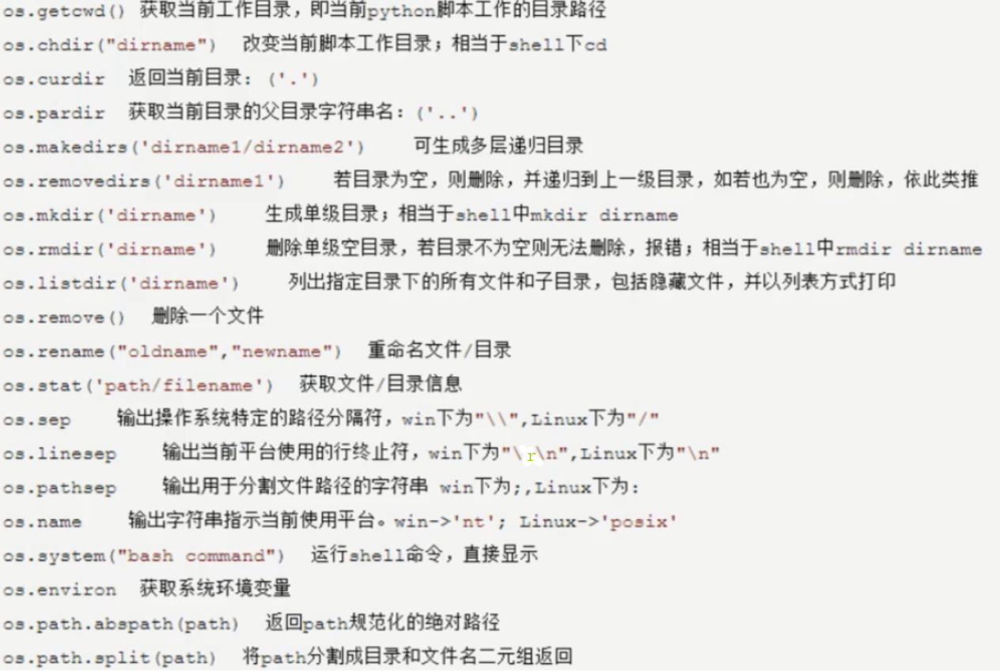 os.getcwd() 获取当前工作目录，即当前python脚本工作的目录路径
os.chdir("dirname") 改变当前脚本工作目录；相当于shell下cd
os.curdir 返回当前目录：('.')
os.pardir 获取当前目录的父目录字符串名：('..')
os.makedirs('dirname1/dirname2') 可生成多层递归目录
os.removedirs('dirname1') 若目录为空，则删除，并递归到上一级目录，如若也为空，则删除，依此类推
os.mkdir('dirname') 生成单级目录；相当于shell中mkdir dirname
os.rmdir('dirname') 删除单级空目录，若目录不为空则无法删除，报错；相当于shell中rmdir dirname
os.listdir('dirname') 列出指定目录下的所有文件和子目录，包括隐藏文件，并以列表方式打印
os.remove() 删除一个文件
os.rename("oldname","newname") 重命名文件/目录
os.stat('path/filename') 获取文件/目录信息
os.sep 输出操作系统特定的路径分隔符，win下为"\\",Linux下为"/"
os.linesep 输出当前平台使用的行终止符，win下为"\r\n",Linux下为"\n"
os.pathsep 输出用于分割文件路径的字符串 win下为;,Linux下为:
os.name 输出字符串指示当前使用平台。win->'nt'; Linux->'posix'
os.system("bash command") 运行shell命令，直接显示
os.environ 获取系统环境变量
os.path.abspath(path) 返回path规范化的绝对路径
os.path.split(path) 将path分割成目录和文件名二元组返回